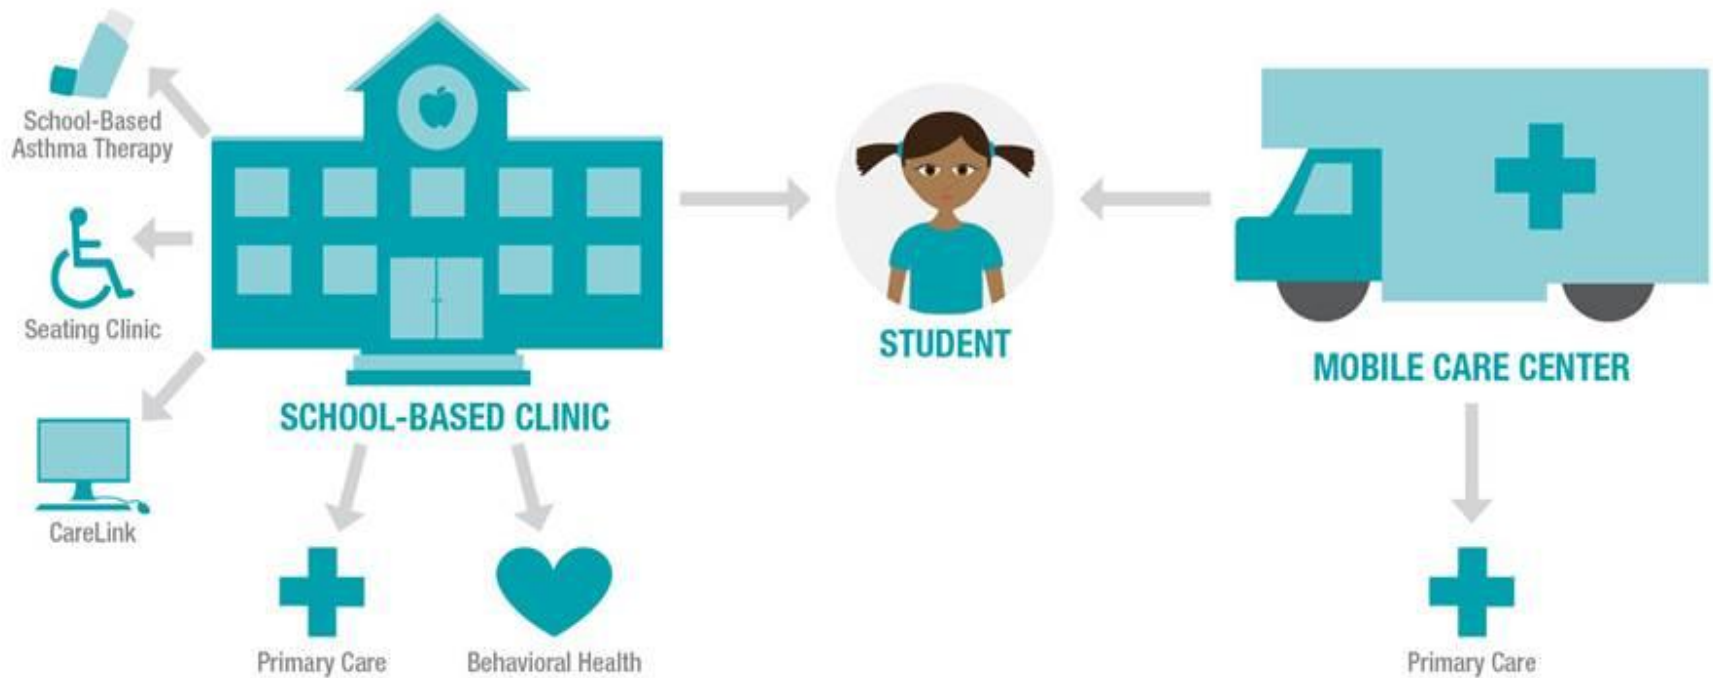 School-Based
Asthma Therapy
Seating Clinic
CareLink
SCHOOL-BASED CLINIC
Primary Care
Behavioral Health
STUDENT
MOBILE CARE CENTER
Primary Care